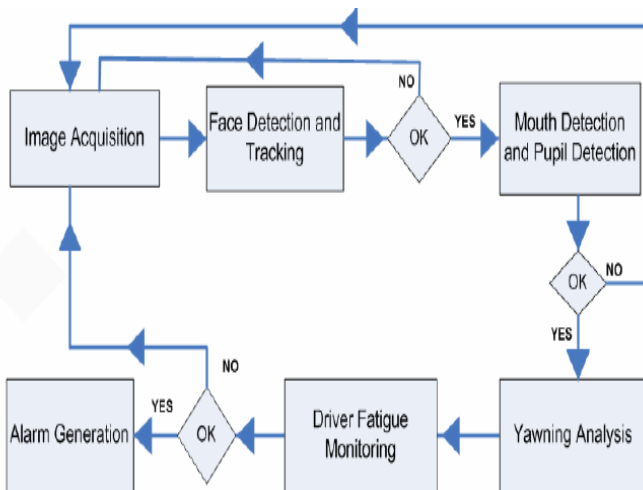 NO
Image Acquisition
Face Detection and
Tracking
OK
YES
Mouth Detection
and Pupil Detection
OK
NO
YES
NO
Alarm Generation
YES
OK
Driver Fatigue
Monitoring
Yawning Analysis